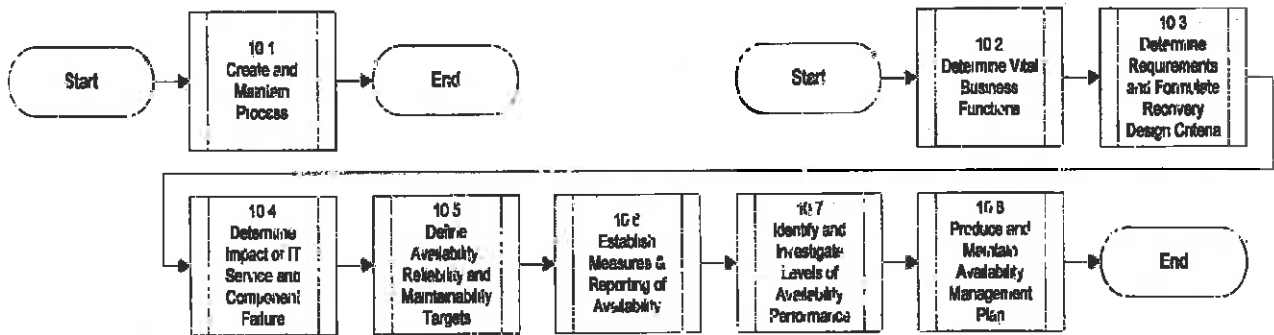 Start
10 1
Create and
Maintain
Process
End
Start
10 2
Determine Vital
Business
Functions
10 3
Determine
Requirements
and Formulate
Recovery
Design Criteria
10 4
Determine
Impact of IT
Service and
Component
Failure
10 5
Define
Availability
Reliability and
Maintainability
Targets
10 6
Establish
Measures &
Reporting of
Availability
10 7
Identify and
Investigate
Levels of
Availability
Performance
10 8
Produce and
Maintain
Availability
Management
Plan
End